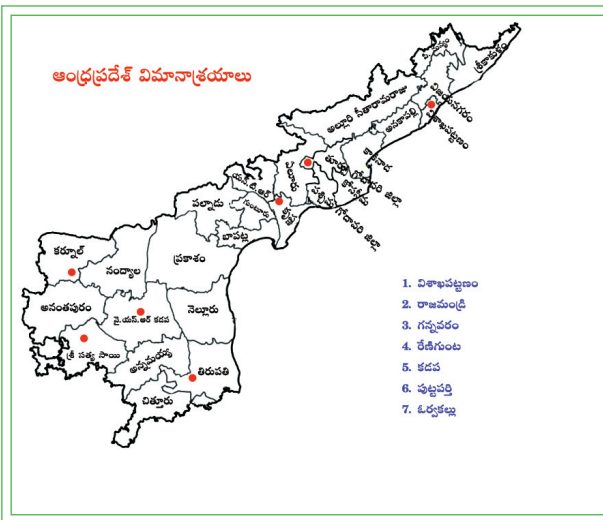 ఆంధ్రప్రదేశ్ విమానాశ్రయాలు
శ్రీకాకుళం
విజయనగరం
విశాఖపట్టణం
అల్లూరి సీతారామరాజు
అనకాపల్లి
కాకినాడ
తూర్పు గోదావరి జిల్లా
కోనసీమ
ఏలూరు
పశ్చిమ గోదావరి జిల్లా
కృష్ణా
ఎన్.టి.ఆర్
పల్నాడు
గుంటూరు
బాపట్ల
ప్రకాశం
కర్నూల్
నంద్యాల
అనంతపురం
వై.యస్.ఆర్ కడప
నెల్లూరు
శ్రీ సత్య సాయి
అన్నమయ్య
తిరుపతి
చిత్తూరు
1. విశాఖపట్టణం
2. రాజమండ్రి
3. గన్నవరం
4. రేణిగుంట
5. కడప
6. పుట్టపర్తి
7. ఓర్వకల్లు